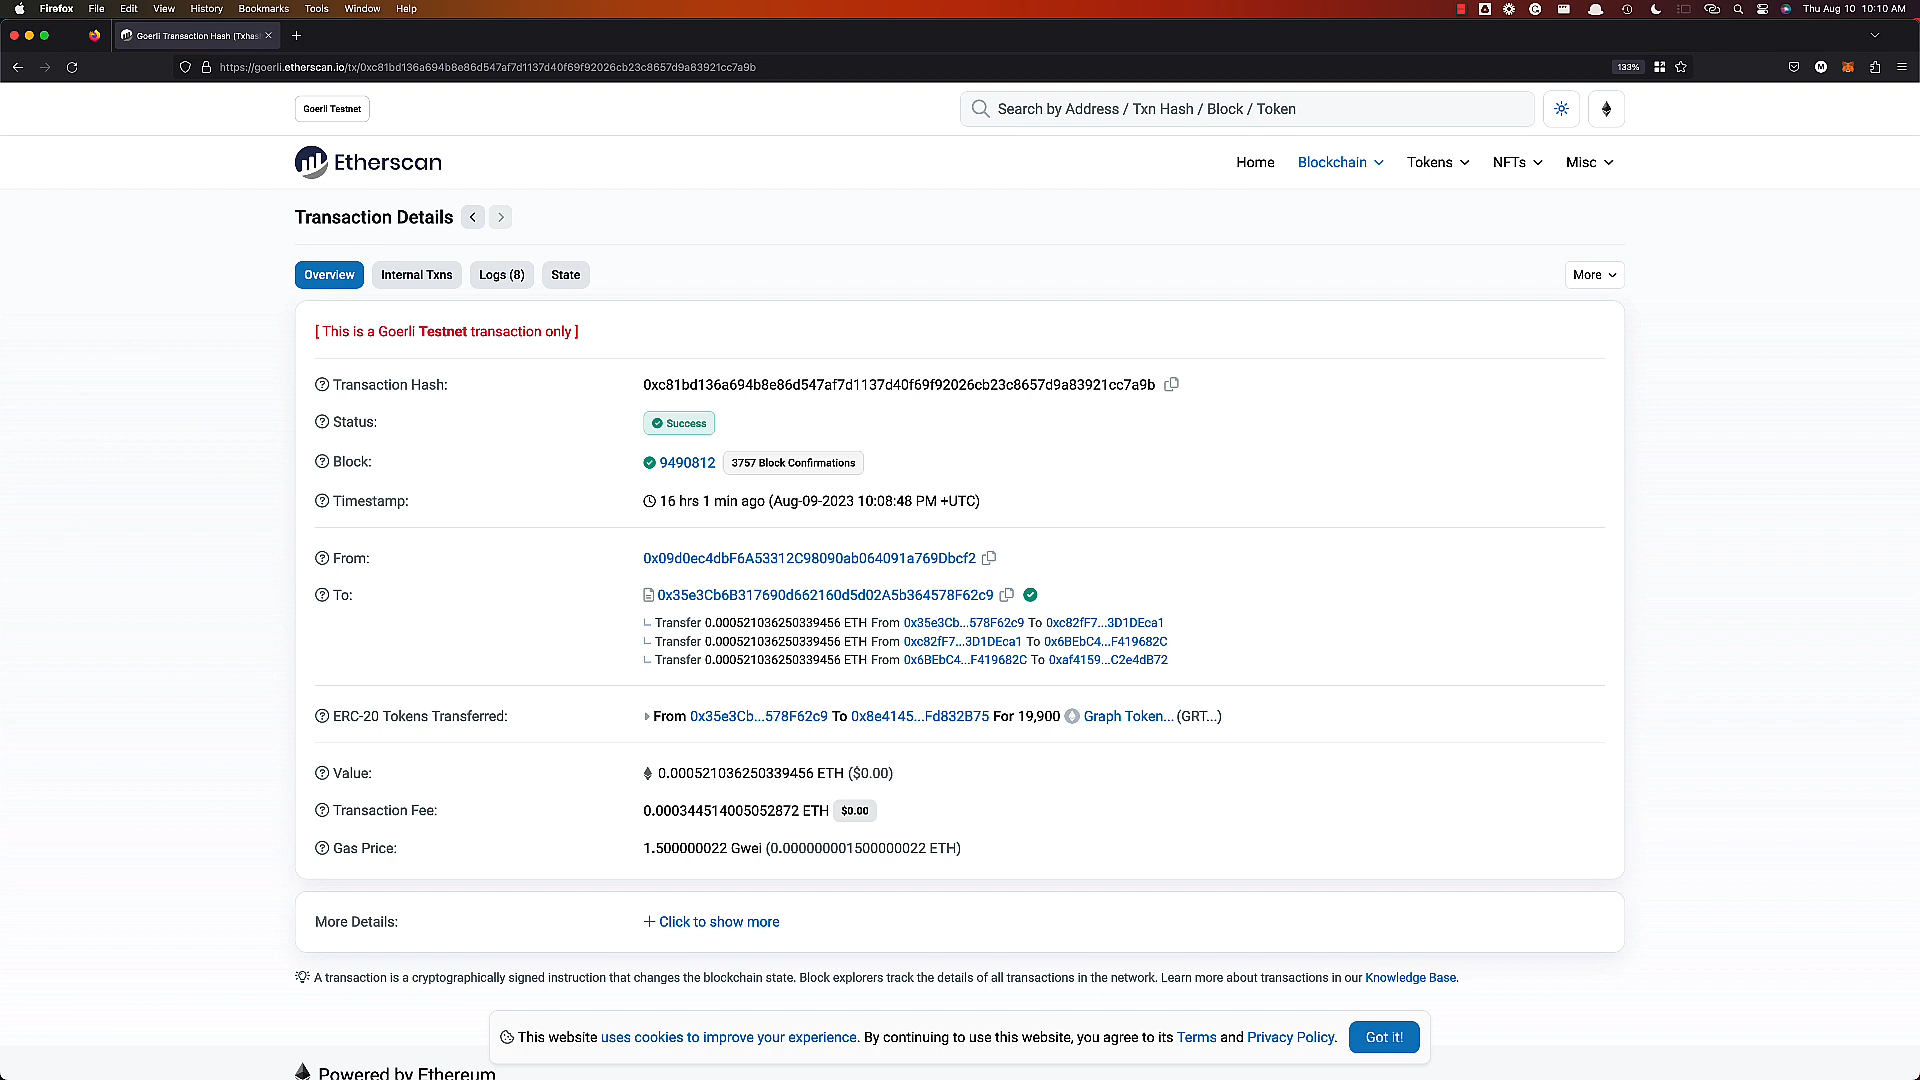 Firefox File Edit View History Bookmarks Tools Window Help
Thu Aug 10 10:10 AM
Goerli Transaction Hash (Txhas
https://goerli.etherscan.io/tx/0xc81bd136a694b8e86d547af7d1137d40f69f92026cb23c8657d9a83921cc7a9b
133%
Goerli Testnet
Search by Address / Txn Hash / Block / Token
Etherscan
Home Blockchain Tokens NFTs Misc
Transaction Details
Overview Internal Txns Logs (8) State
More
[ This is a Goerli Testnet transaction only ]
Transaction Hash: 0xc81bd136a694b8e86d547af7d1137d40f69f92026cb23c8657d9a83921cc7a9b
Status: Success
Block: 9490812 3757 Block Confirmations
Timestamp: 16 hrs 1 min ago (Aug-09-2023 10:08:48 PM +UTC)
From: 0x09d0ec4dbF6A53312C98090ab064091a769Dbcf2
To: 0x35e3Cb6B317690d662160d5d02A5b364578F62c9
Transfer 0.000521036250339456 ETH From 0x35e3Cb...578F62c9 To 0xc82fF7...3D1DEca1
Transfer 0.000521036250339456 ETH From 0xc82fF7...3D1DEca1 To 0x6BEbC4...F419682C
Transfer 0.000521036250339456 ETH From 0x6BEbC4...F419682C To 0xaf4159...C2e4dB72
ERC-20 Tokens Transferred: From 0x35e3Cb...578F62c9 To 0x8e4145...Fd832B75 For 19,900 Graph Token... (GRT...)
Value: 0.000521036250339456 ETH ($0.00)
Transaction Fee: 0.000344514005052872 ETH $0.00
Gas Price: 1.500000022 Gwei (0.000000001500000022 ETH)
More Details: + Click to show more
A transaction is a cryptographically signed instruction that changes the blockchain state. Block explorers track the details of all transactions in the network. Learn more about transactions in our Knowledge Base.
This website uses cookies to improve your experience. By continuing to use this website, you agree to its Terms and Privacy Policy. Got it!
Powered by Ethereum